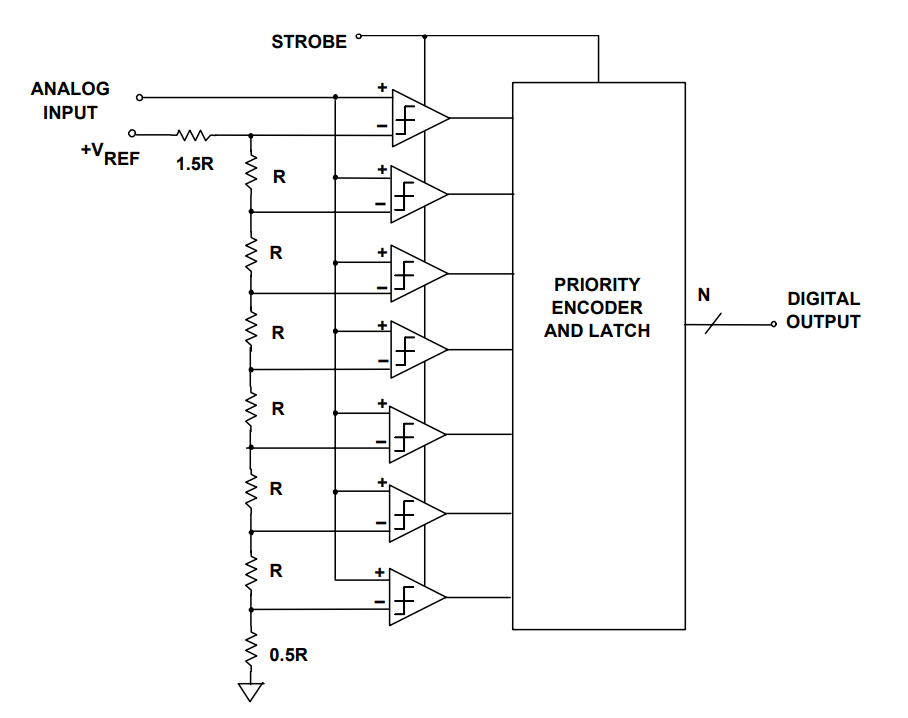 STROBE
ANALOG
INPUT
+VREF
1.5R
+
−
R
+
−
R
+
−
R
+
−
R
+
−
R
+
−
R
+
−
0.5R
PRIORITY
ENCODER
AND LATCH
N
DIGITAL
OUTPUT